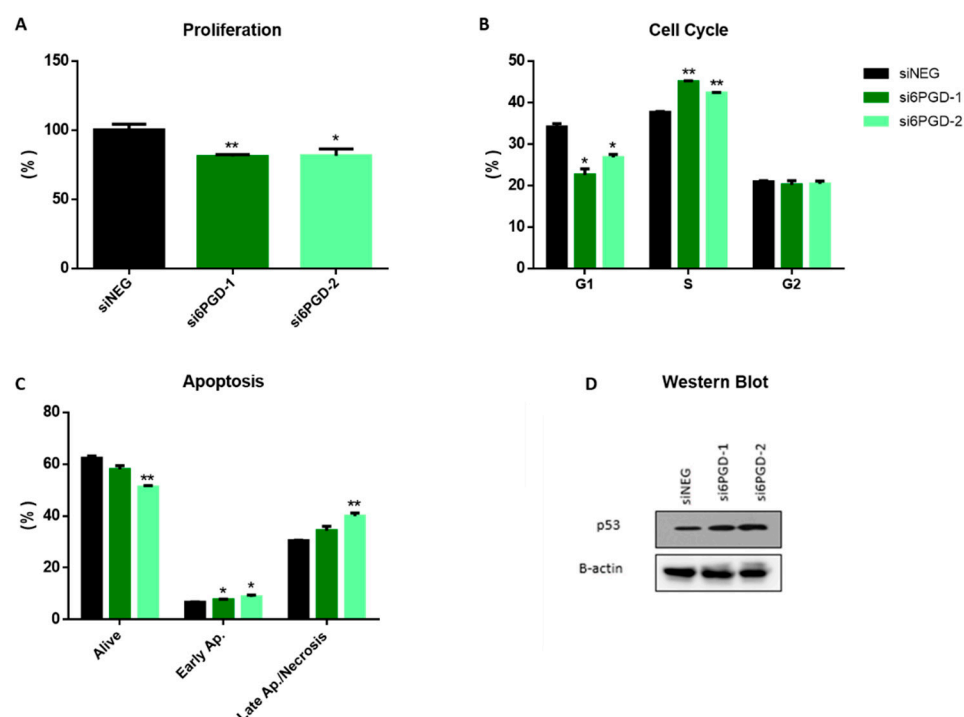 A
Proliferation
(%)
150
100
50
0
**
*
siNEG
si6PGD-1
si6PGD-2
B
Cell Cycle
(%)
50
40
30
20
10
0
*
*
**
**
G1
S
G2
siNEG
si6PGD-1
si6PGD-2
C
Apoptosis
(%)
80
60
40
20
0
**
*
*
**
Alive
Early Ap.
Late Ap./Necrosis
D
Western Blot
siNEG
si6PGD-1
si6PGD-2
p53
B-actin